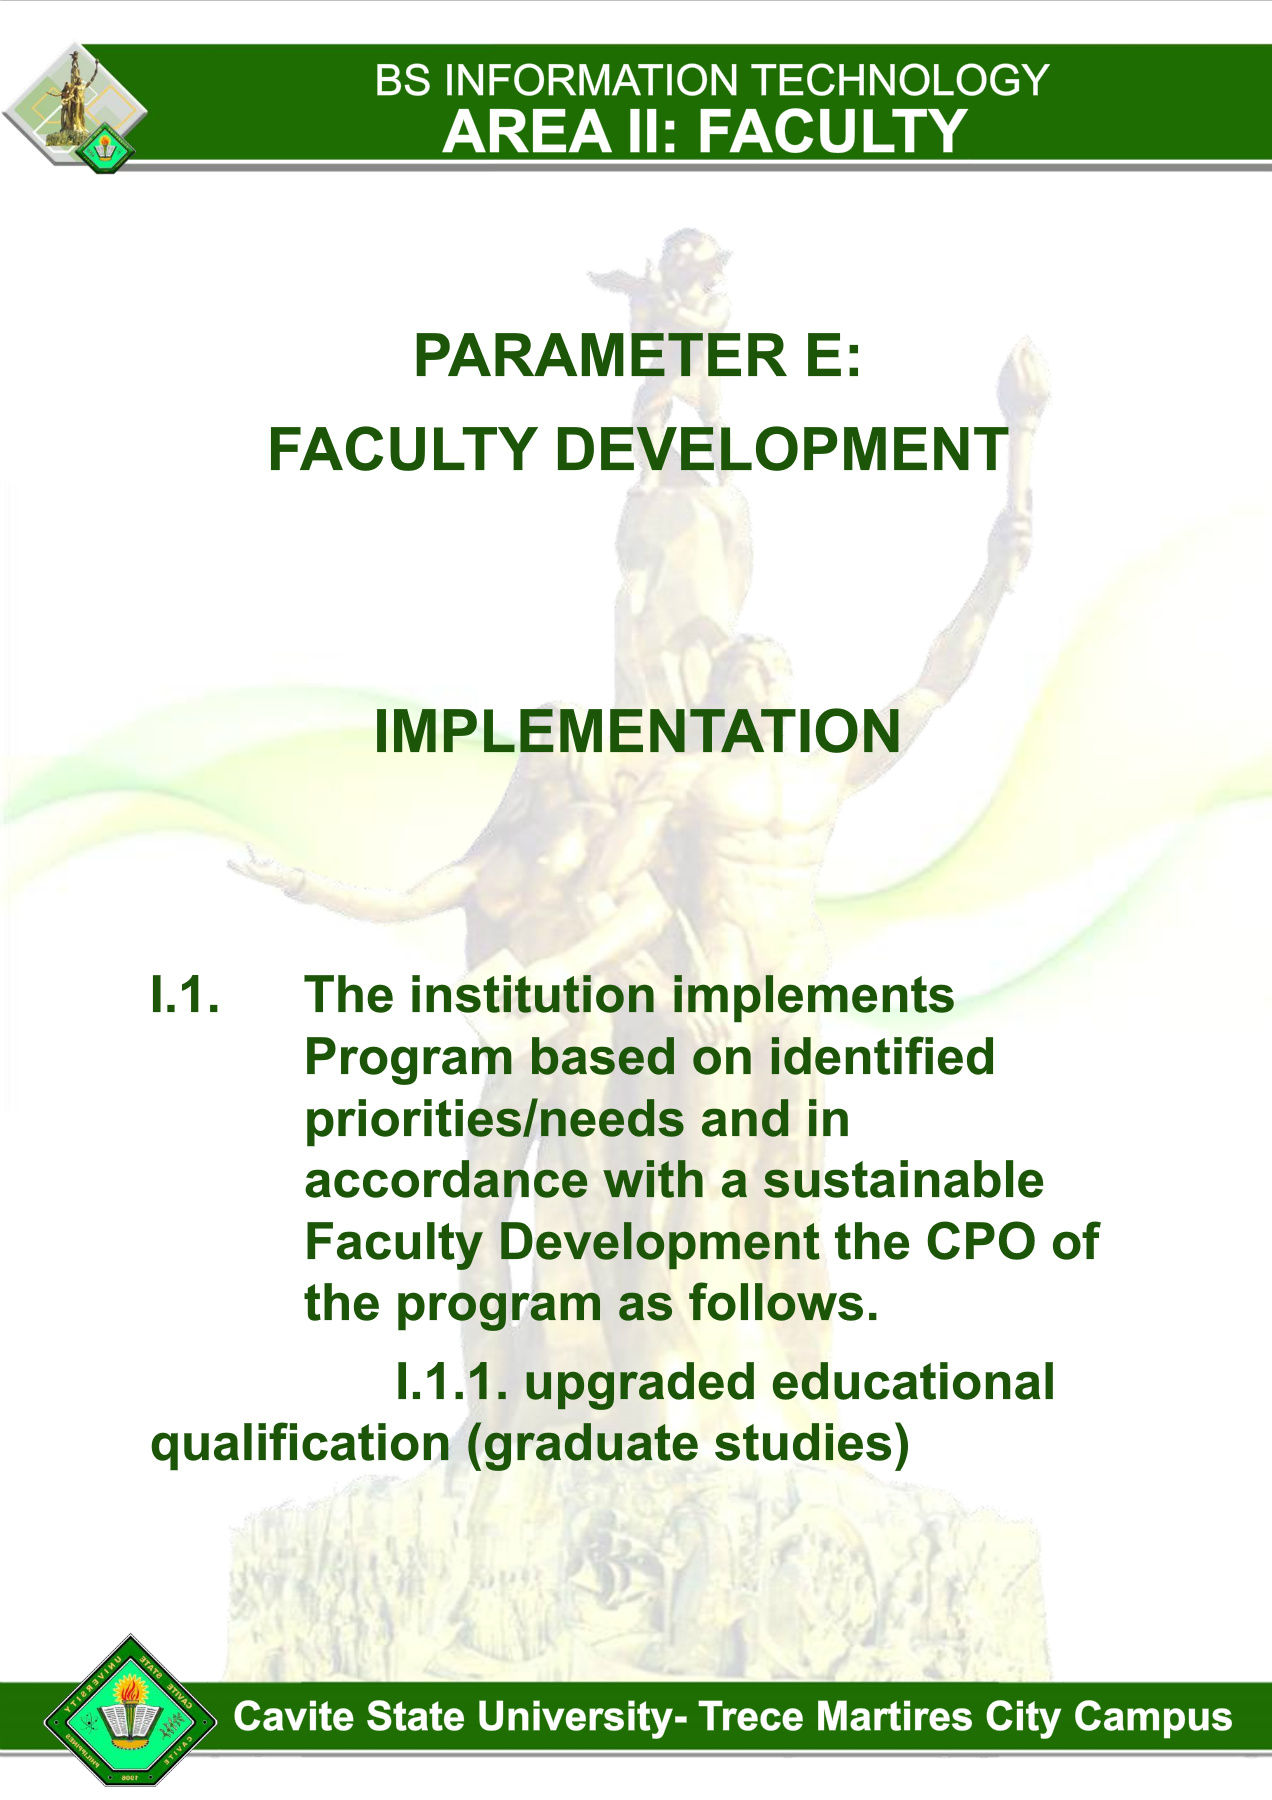 BS INFORMATION TECHNOLOGY
AREA II: FACULTY
PARAMETER E:
FACULTY DEVELOPMENT
IMPLEMENTATION
I.1. The institution implements
Program based on identified
priorities/needs and in
accordance with a sustainable
Faculty Development the CPO of
the program as follows.
I.1.1. upgraded educational
qualification (graduate studies)
CAVITE STATE UNIVERSITY
CAVITE PHILIPPINES
1906
Cavite State University- Trece Martires City Campus